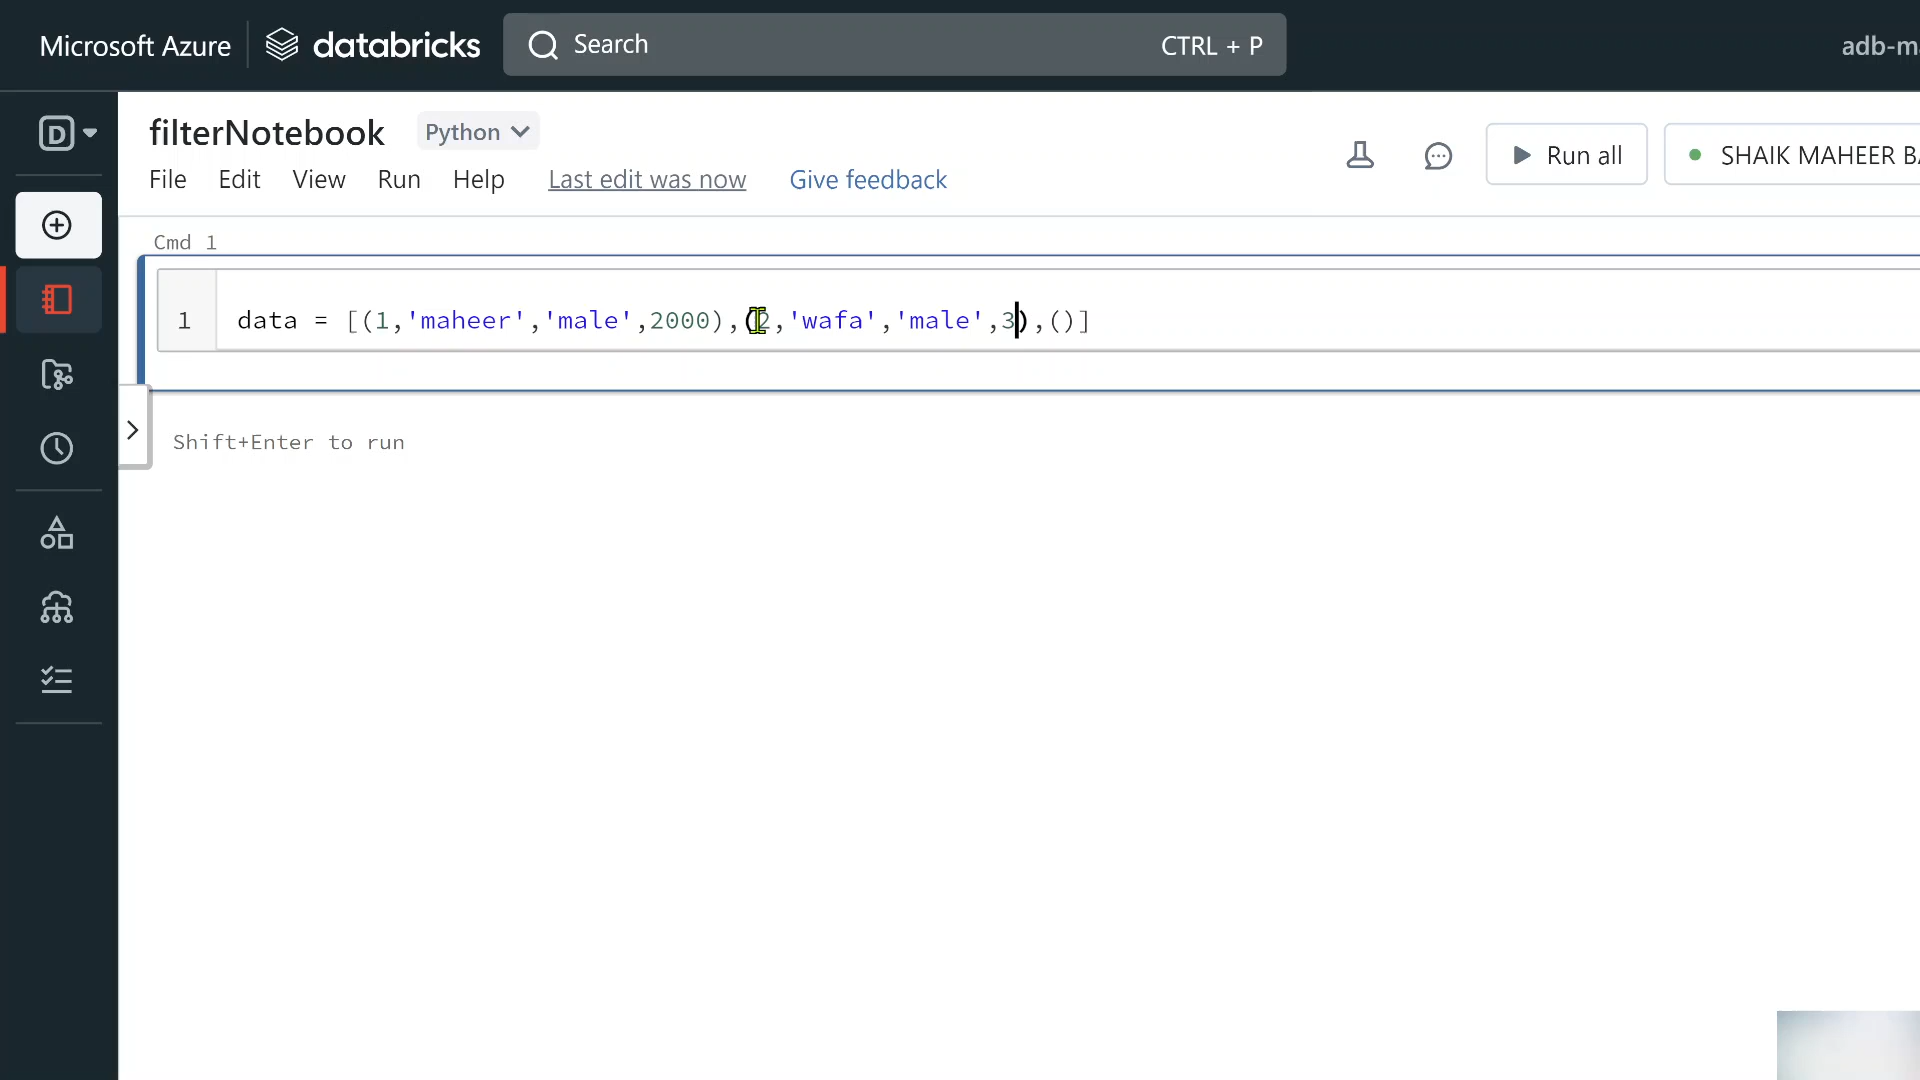 Microsoft Azure databricks Search CTRL + P adb-ma
D
filterNotebook Python
File Edit View Run Help Last edit was now Give feedback Run all SHAIK MAHEER BA
Cmd 1
1 data = [(1,'maheer','male',2000),(2,'wafa','male',3),()]
Shift+Enter to run